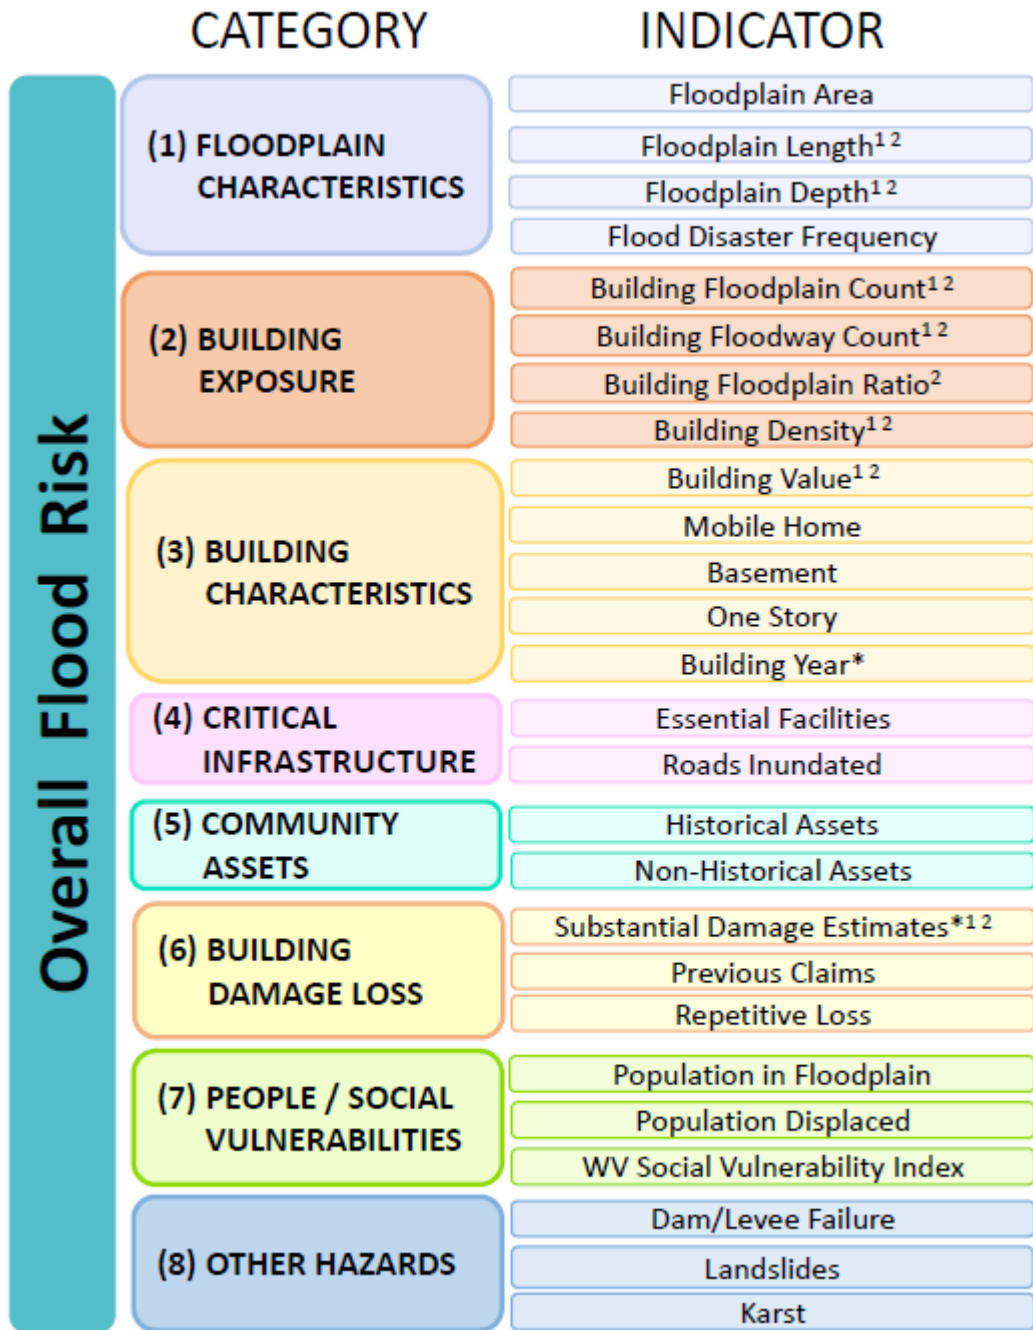 CATEGORY
INDICATOR
Overall Flood Risk
(1) FLOODPLAIN
CHARACTERISTICS
Floodplain Area
Floodplain Length¹ ²
Floodplain Depth¹ ²
Flood Disaster Frequency
(2) BUILDING
EXPOSURE
Building Floodplain Count¹ ²
Building Floodway Count¹ ²
Building Floodplain Ratio²
Building Density¹ ²
(3) BUILDING
CHARACTERISTICS
Building Value¹ ²
Mobile Home
Basement
One Story
Building Year*
(4) CRITICAL
INFRASTRUCTURE
Essential Facilities
Roads Inundated
(5) COMMUNITY
ASSETS
Historical Assets
Non-Historical Assets
(6) BUILDING
DAMAGE LOSS
Substantial Damage Estimates*¹ ²
Previous Claims
Repetitive Loss
(7) PEOPLE / SOCIAL
VULNERABILITIES
Population in Floodplain
Population Displaced
WV Social Vulnerability Index
(8) OTHER HAZARDS
Dam/Levee Failure
Landslides
Karst